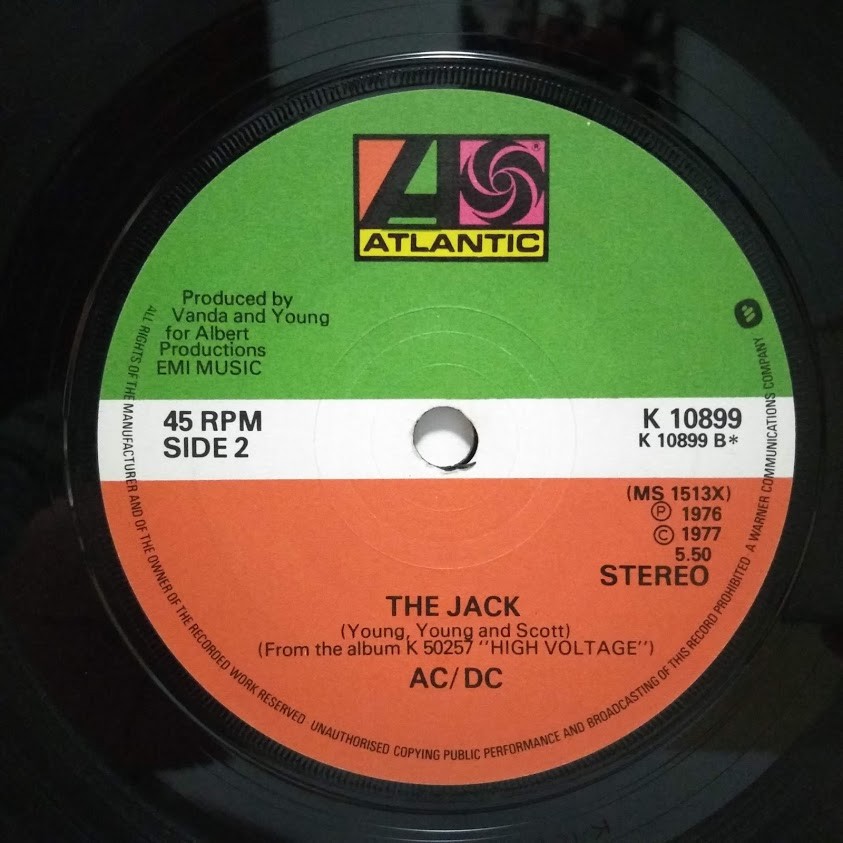 ATLANTIC
®
Produced by
Vanda and Young
for Albert
Productions
EMI MUSIC
45 RPM
SIDE 2
K 10899
K 10899 B*
(MS 1513X)
Ⓟ 1976
© 1977
5.50
STEREO
THE JACK
(Young, Young and Scott)
(From the album K 50257 "HIGH VOLTAGE")
AC/DC
ALL RIGHTS OF THE MANUFACTURER AND OF THE OWNER OF THE RECORDED WORK RESERVED UNAUTHORISED COPYING PUBLIC PERFORMANCE AND BROADCASTING OF THIS RECORD PROHIBITED A WARNER COMMUNICATIONS COMPANY